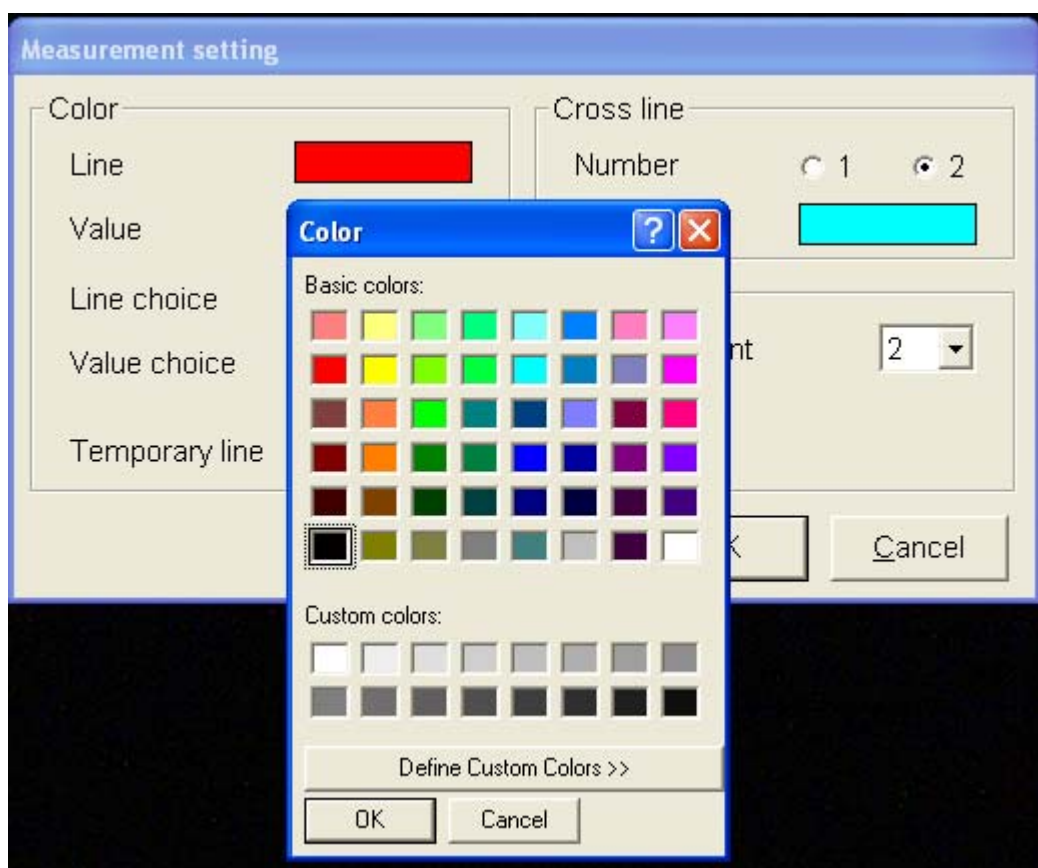 Measurement setting
Color
Line
Value
Line choice
Value choice
Temporary line
Cross line
Number
1
2
2
Cancel
Color
?
Basic colors:
Custom colors:
Define Custom Colors >>
OK
Cancel